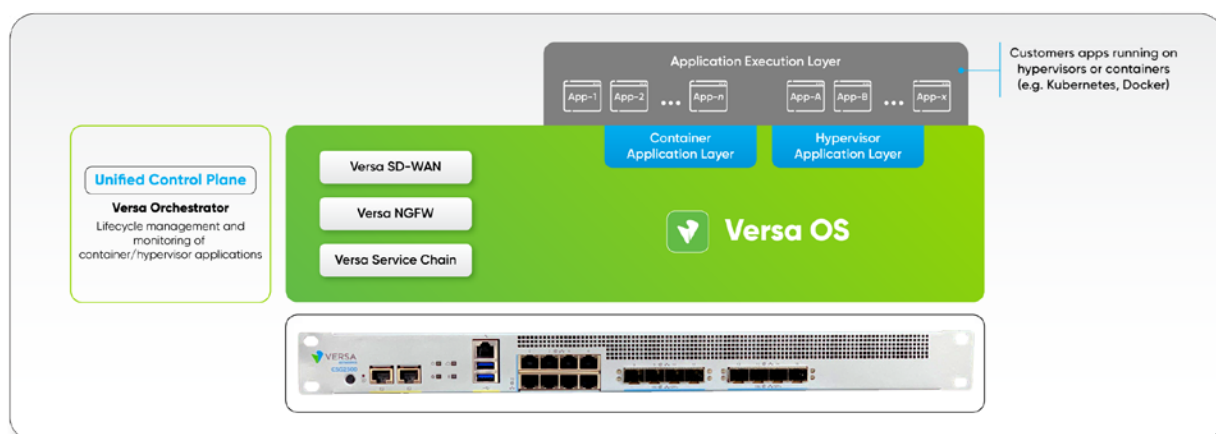 Application Execution Layer
App-1
App-2
...
App-n
App-A
App-B
...
App-x
Customers apps running on
hypervisors or containers
(e.g. Kubernetes, Docker)
Container
Application Layer
Hypervisor
Application Layer
Unified Control Plane
Versa Orchestrator
Lifecycle management and
monitoring of
container/hypervisor applications
Versa SD-WAN
Versa NGFW
Versa Service Chain
Versa OS
VERSA